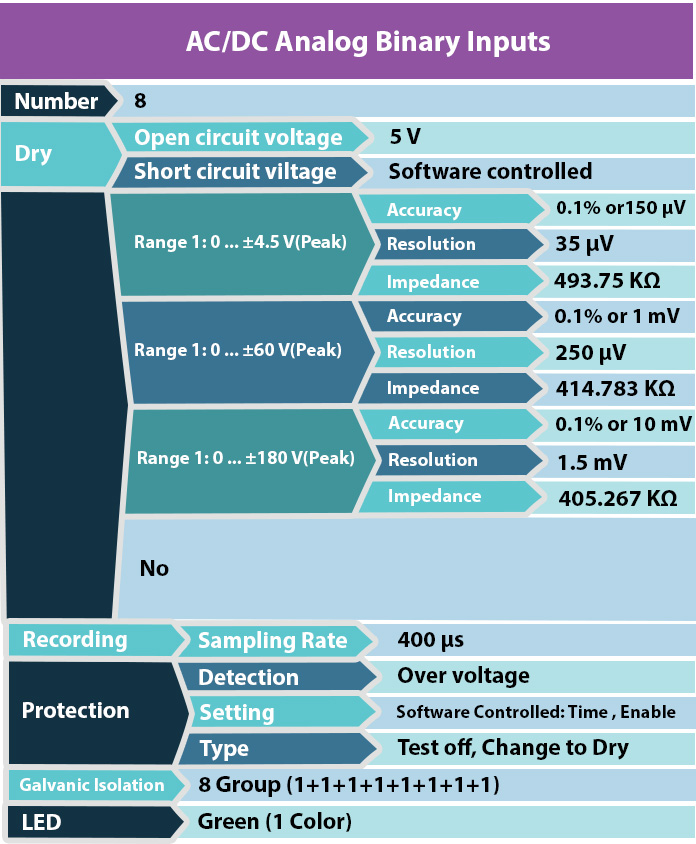 AC/DC Analog Binary Inputs
Number 8
Dry
Open circuit voltage 5 V
Short circuit viltage Software controlled
Range 1: 0 ... ±4.5 V(Peak)
Accuracy 0.1% or150 µV
Resolution 35 µV
Impedance 493.75 KΩ
Range 1: 0 ... ±60 V(Peak)
Accuracy 0.1% or 1 mV
Resolution 250 µV
Impedance 414.783 KΩ
Range 1: 0 ... ±180 V(Peak)
Accuracy 0.1% or 10 mV
Resolution 1.5 mV
Impedance 405.267 KΩ
No
Recording Sampling Rate 400 µs
Protection
Detection Over voltage
Setting Software Controlled: Time , Enable
Type Test off, Change to Dry
Galvanic Isolation 8 Group (1+1+1+1+1+1+1+1)
LED Green (1 Color)